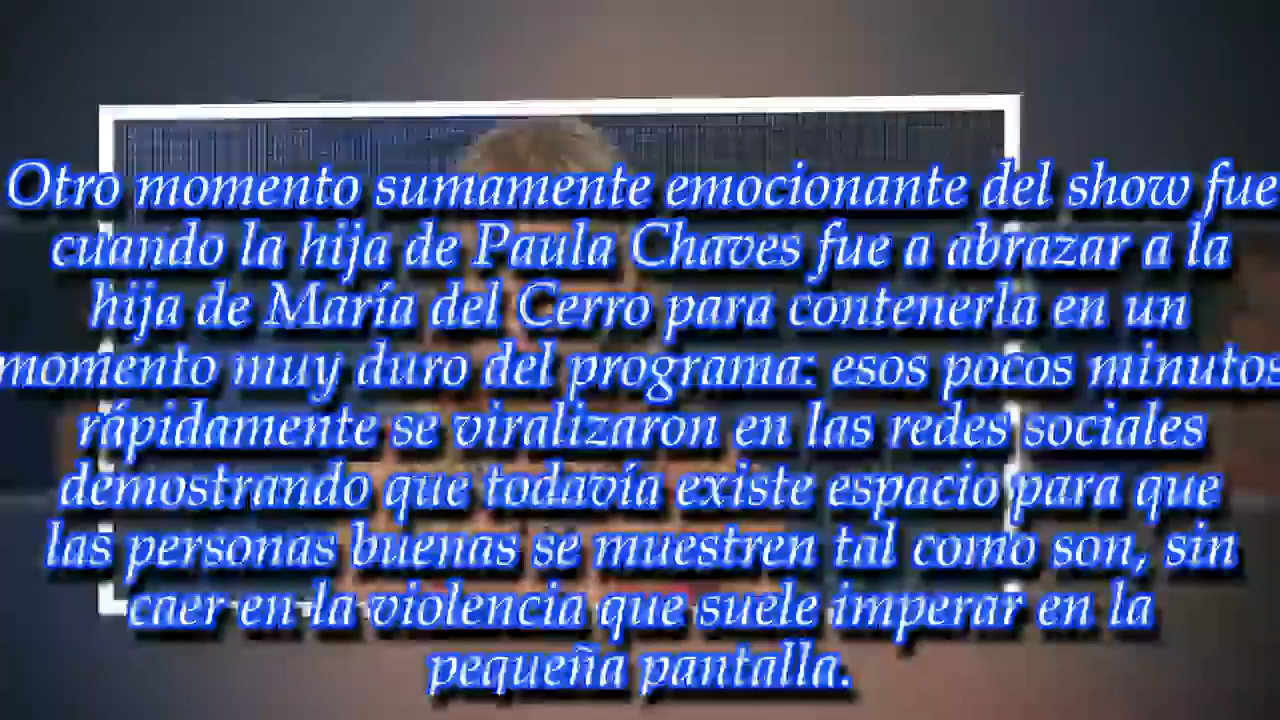 Otro momento sumamente emocionante del show fue
cuando la hija de Paula Chaves fue a abrazar a la
hija de María del Cerro para contenerla en un
momento muy duro del programa: esos pocos minutos
rápidamente se viralizaron en las redes sociales
demostrando que todavía existe espacio para que
las personas buenas se muestren tal como son, sin
caer en la violencia que suele imperar en la
pequeña pantalla.